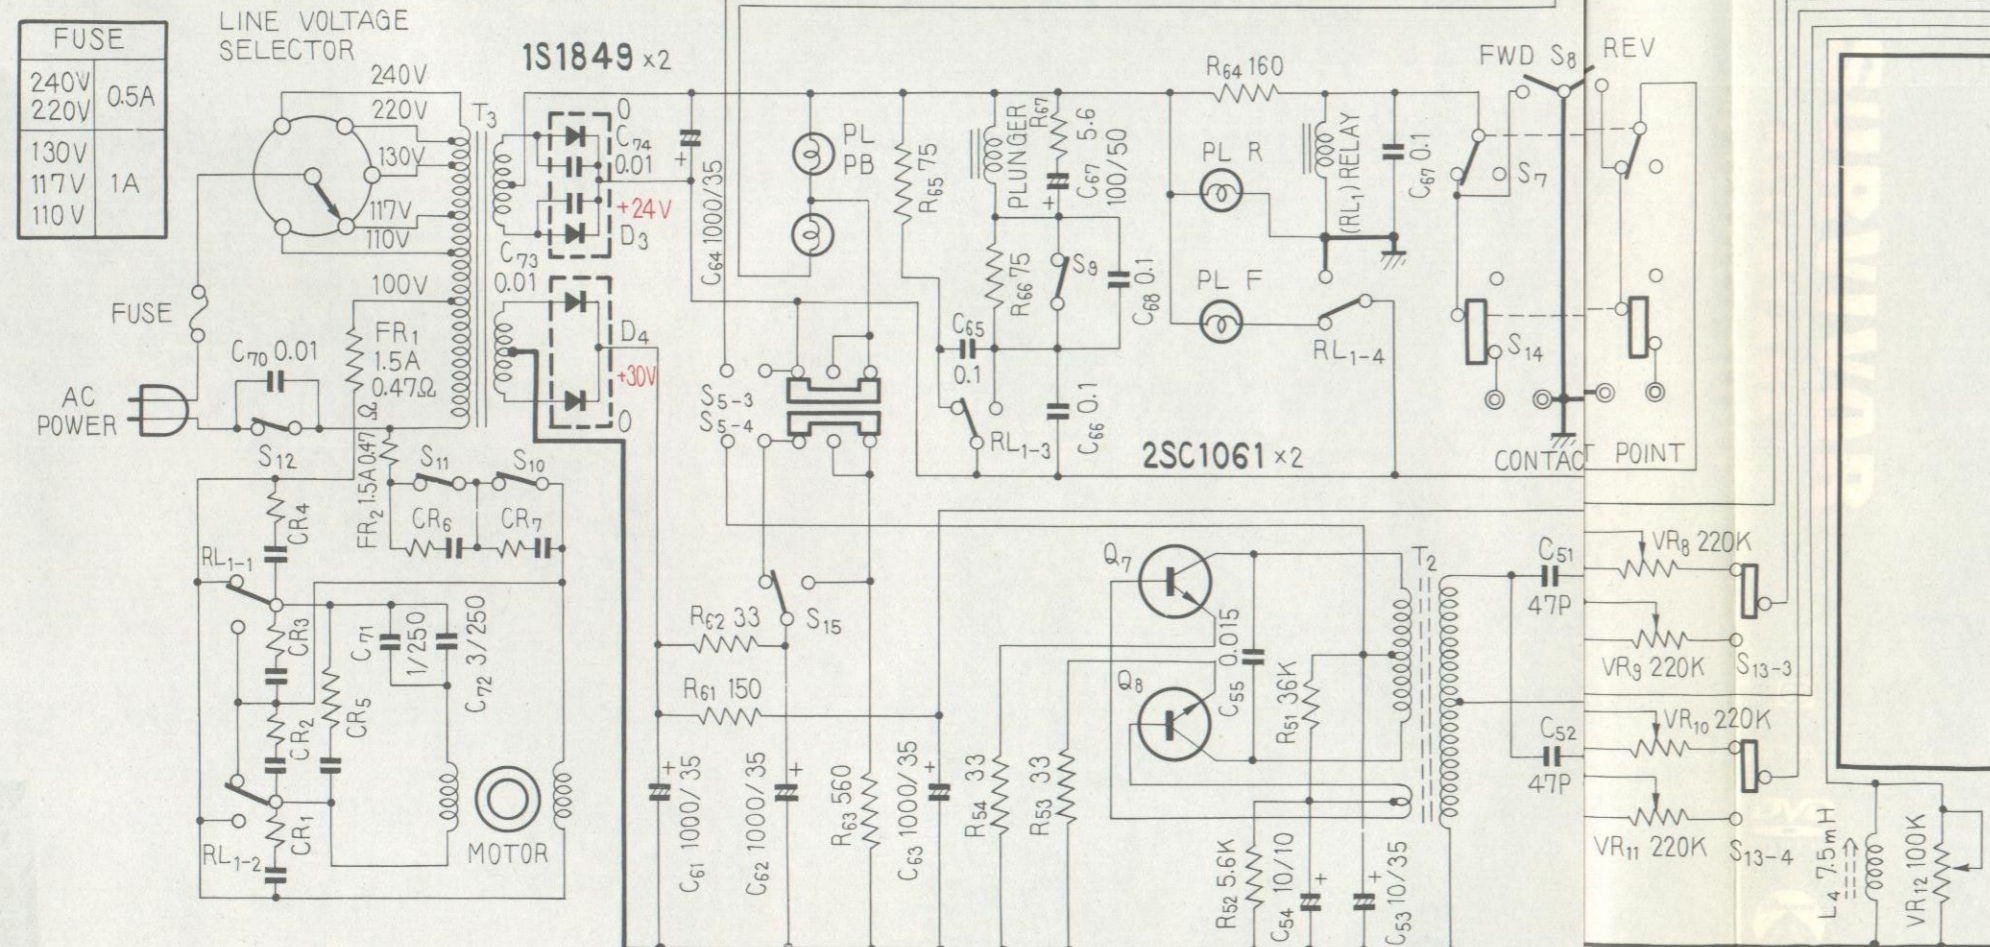 FUSE
240V
220V
0.5A
130V
117V
110V
1A
LINE VOLTAGE
SELECTOR
240V
220V
130V
117V
110V
100V
T3
1S1849 ×2
O
C74
0.01
+24V
D3
C73
0.01
D4
+30V
O
FUSE
AC
POWER
C70 0.01
S12
FR1
1.5A
0.47Ω
FR2 1.5A 0.47Ω
S11
S10
CR6
CR7
CR4
RL1-1
CR3
CR2
CR5
CR1
RL1-2
C71
1/250
C72 3/250
MOTOR
C64 1000/35
PL
PB
R65 75
PLUNGER
R67
5.6
C67
100/50
R66 75
S9
C68 0.1
C65
0.1
RL1-3
C66 0.1
R64 160
PL R
(RL1) RELAY
C67 0.1
PL F
RL1-4
FWD S8 REV
S7
S14
CONTACT POINT
S5-3
S5-4
S15
R62 33
R61 150
C61 1000/35
C62 1000/35
R63 560
C63 1000/35
R54 33
R53 33
2SC1061 ×2
Q7
Q8
C55 0.015
R51 36K
T2
R52 5.6K
C54 10/10
C53 10/35
C51
47P
C52
47P
VR8 220K
VR9 220K
S13-3
VR10 220K
VR11 220K
S13-4
L4 7.5mH
VR12 100K